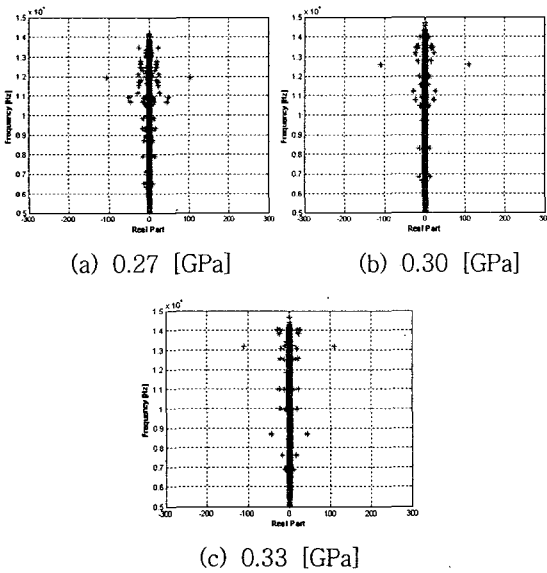 1.5 x 10⁴
1.4
1.3
1.2
1.1
1
0.9
0.8
0.7
0.6
0.5
-300 -200 -100 0 100 200 300
Frequency [Hz]
Real Part
(a) 0.27 [GPa]
1.5 x 10⁴
1.4
1.3
1.2
1.1
1
0.9
0.8
0.7
0.6
0.5
-300 -200 -100 0 100 200 300
Frequency [Hz]
Real Part
(b) 0.30 [GPa]
1.5 x 10⁴
1.4
1.3
1.2
1.1
1
0.9
0.8
0.7
0.6
0.5
-300 -200 -100 0 100 200 300
Frequency [Hz]
Real Part
(c) 0.33 [GPa]